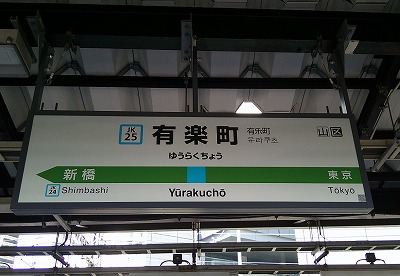 JK
25
有楽町
ゆうらくちょう
有乐町
유라쿠초
山区
新橋
東京
JK
24
Shimbashi
Yūrakuchō
Tōkyō